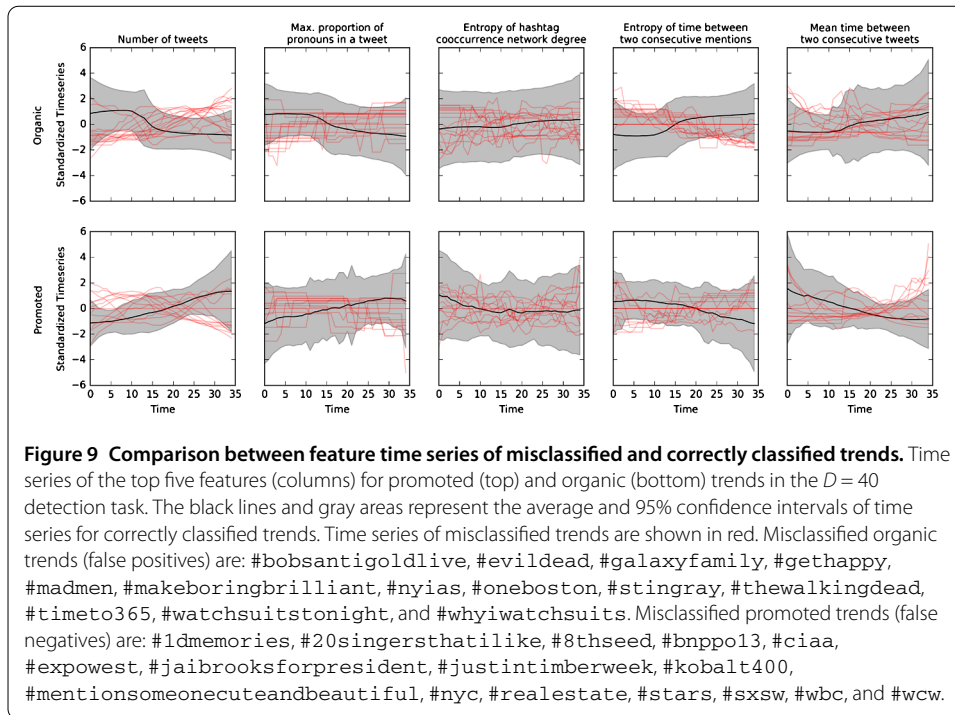 Number of tweets
Max. proportion of
pronouns in a tweet
Entropy of hashtag
cooccurrence network degree
Entropy of time between
two consecutive mentions
Mean time between
two consecutive tweets
Organic
Standardized Timeseries
6
4
2
0
−2
−4
−6
Promoted
Standardized Timeseries
6
4
2
0
−2
−4
−6
0 5 10 15 20 25 30 35
0 5 10 15 20 25 30 35
0 5 10 15 20 25 30 35
0 5 10 15 20 25 30 35
0 5 10 15 20 25 30 35
Time
Time
Time
Time
Time
Figure 9 Comparison between feature time series of misclassified and correctly classified trends. Time
series of the top five features (columns) for promoted (top) and organic (bottom) trends in the D = 40
detection task. The black lines and gray areas represent the average and 95% confidence intervals of time
series for correctly classified trends. Time series of misclassified trends are shown in red. Misclassified organic
trends (false positives) are: #bobsantigoldlive, #evildead, #galaxyfamily, #gethappy,
#madmen, #makeboringbrilliant, #nyias, #oneboston, #stingray, #thewalkingdead,
#timeto365, #watchsuitstonight, and #whyiwatchsuits. Misclassified promoted trends (false
negatives) are: #1dmemories, #20singersthatilike, #8thseed, #bnppo13, #ciaa,
#expowest, #jaibrooksforpresident, #justintimberweek, #kobalt400,
#mentionsomeonecuteandbeautiful, #nyc, #realestate, #stars, #sxsw, #wbc, and #wcw.